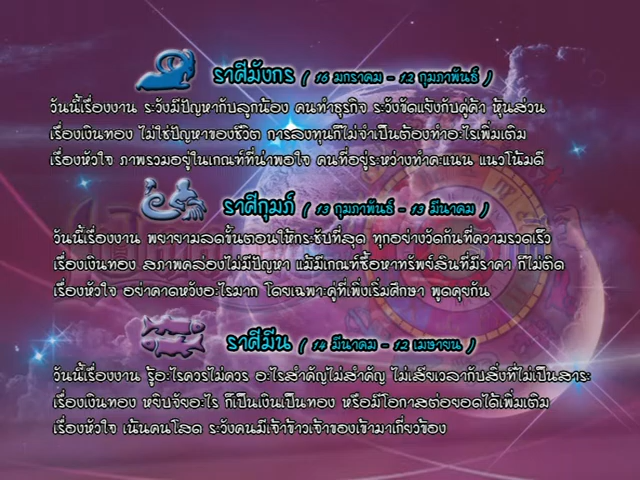 ราศีมังกร ( 16 มกราคม - 12 กุมภาพันธ์ )
วันนี้เรื่องงาน ระวังมีปัญหากับลูกน้อง คนทำธุรกิจ ระวังขัดแย้งกับคู่ค้า หุ้นส่วน
เรื่องเงินทอง ไม่ใช่ปัญหาของชีวิต การลงทุนก็ไม่จำเป็นต้องทำอะไรเพิ่มเติม
เรื่องหัวใจ ภาพรวมอยู่ในเกณฑ์ที่น่าพอใจ คนที่อยู่ระหว่างทำคะแนน แนวโน้มดี
ราศีกุมภ์ ( 13 กุมภาพันธ์ - 13 มีนาคม )
วันนี้เรื่องงาน พยายามลดขั้นตอนให้กระชับที่สุด ทุกอย่างวัดกันที่ความรวดเร็ว
เรื่องเงินทอง สภาพคล่องไม่มีปัญหา แม้มีเกณฑ์ซื้อหาทรัพย์สินที่มีราคา ก็ไม่ติด
เรื่องหัวใจ อย่าคาดหวังอะไรมาก โดยเฉพาะคู่ที่เพิ่งเริ่มศึกษา พูดคุยกัน
ราศีมีน ( 14 มีนาคม - 12 เมษายน )
วันนี้เรื่องงาน รู้อะไรควรไม่ควร อะไรสำคัญไม่สำคัญ ไม่เสียเวลากับสิ่งที่ไม่เป็นสาระ
เรื่องเงินทอง หยิบจับอะไร ก็เป็นเงินเป็นทอง หรือมีโอกาสต่อยอดได้เพิ่มเติม
เรื่องหัวใจ เน้นคนโสด ระวังคนมีเจ้าข้าวเจ้าของเข้ามาเกี่ยวข้อง